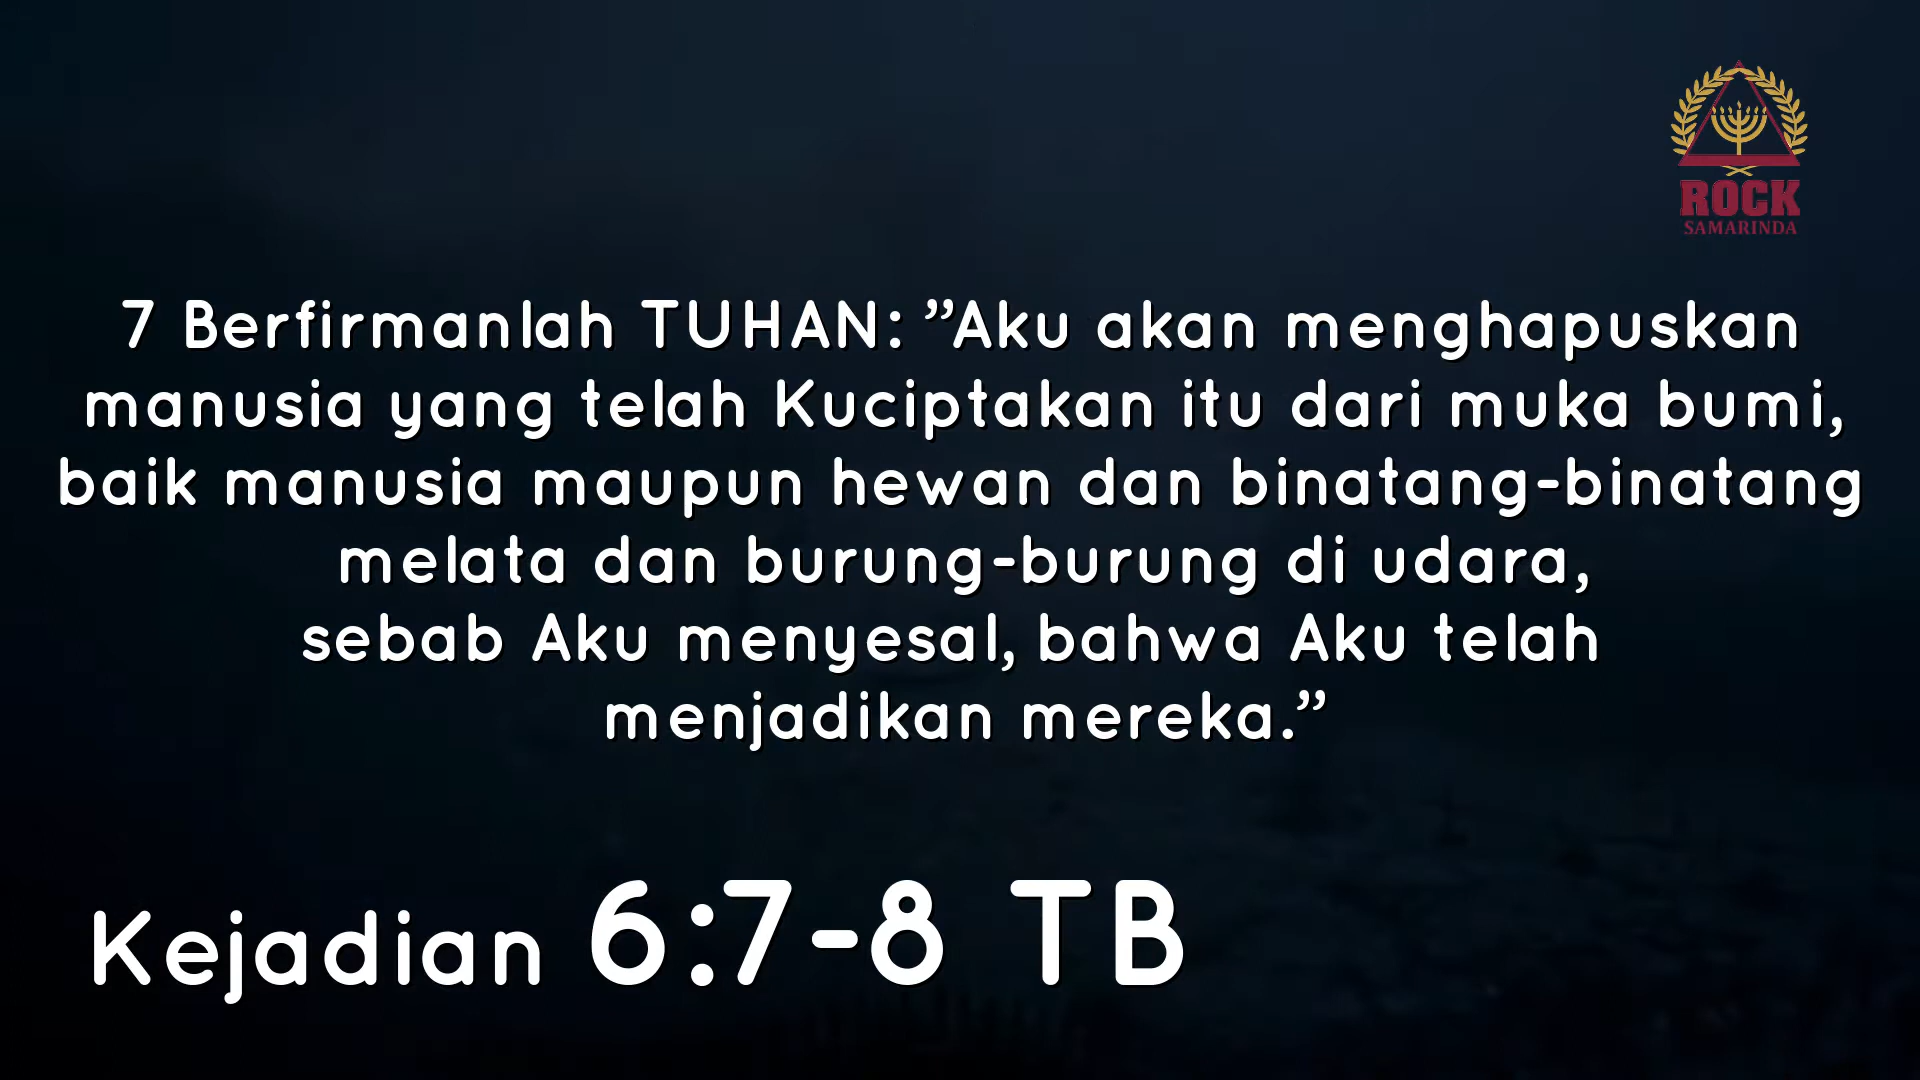 ROCK
SAMARINDA
7 Berfirmanlah TUHAN: ”Aku akan menghapuskan
manusia yang telah Kuciptakan itu dari muka bumi,
baik manusia maupun hewan dan binatang-binatang
melata dan burung-burung di udara,
sebab Aku menyesal, bahwa Aku telah
menjadikan mereka.”
Kejadian 6:7-8 TB